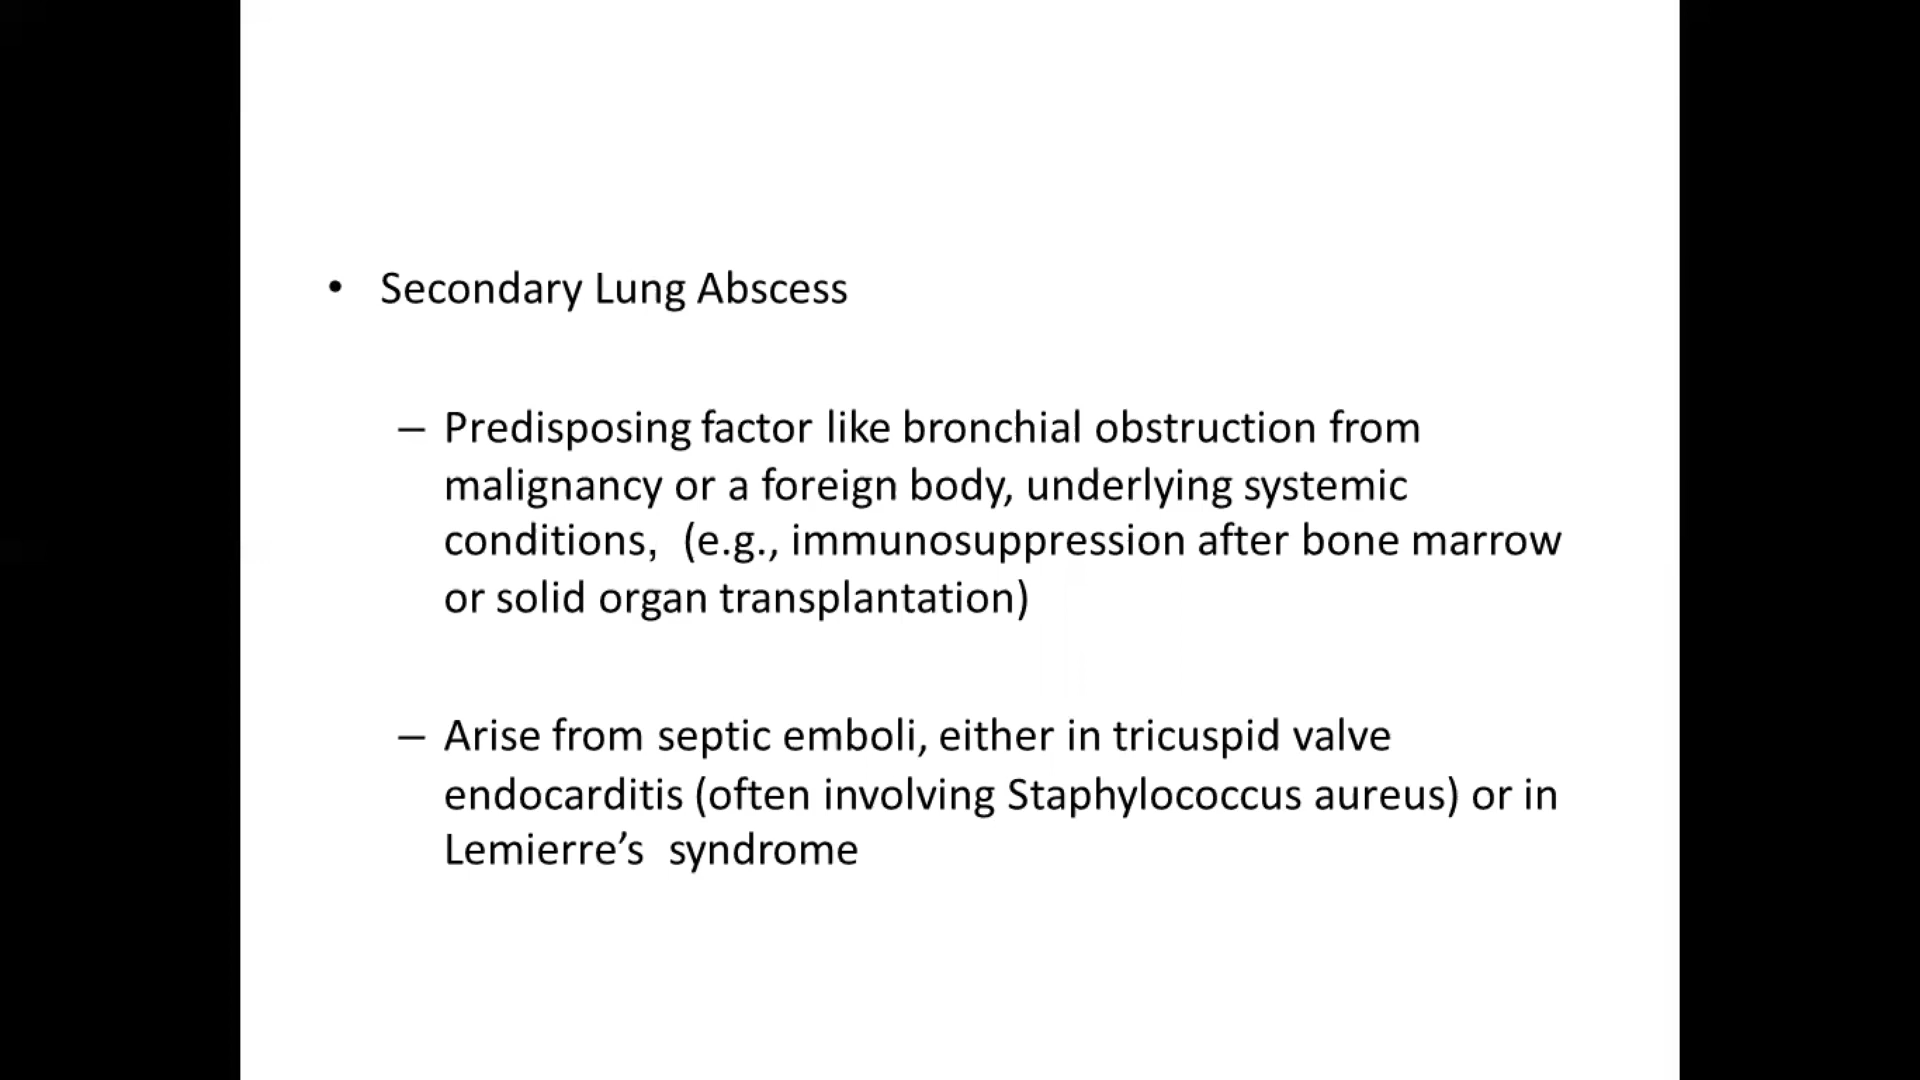 • Secondary Lung Abscess
– Predisposing factor like bronchial obstruction from
malignancy or a foreign body, underlying systemic
conditions,  (e.g., immunosuppression after bone marrow
or solid organ transplantation)
– Arise from septic emboli, either in tricuspid valve
endocarditis (often involving Staphylococcus aureus) or in
Lemierre’s  syndrome